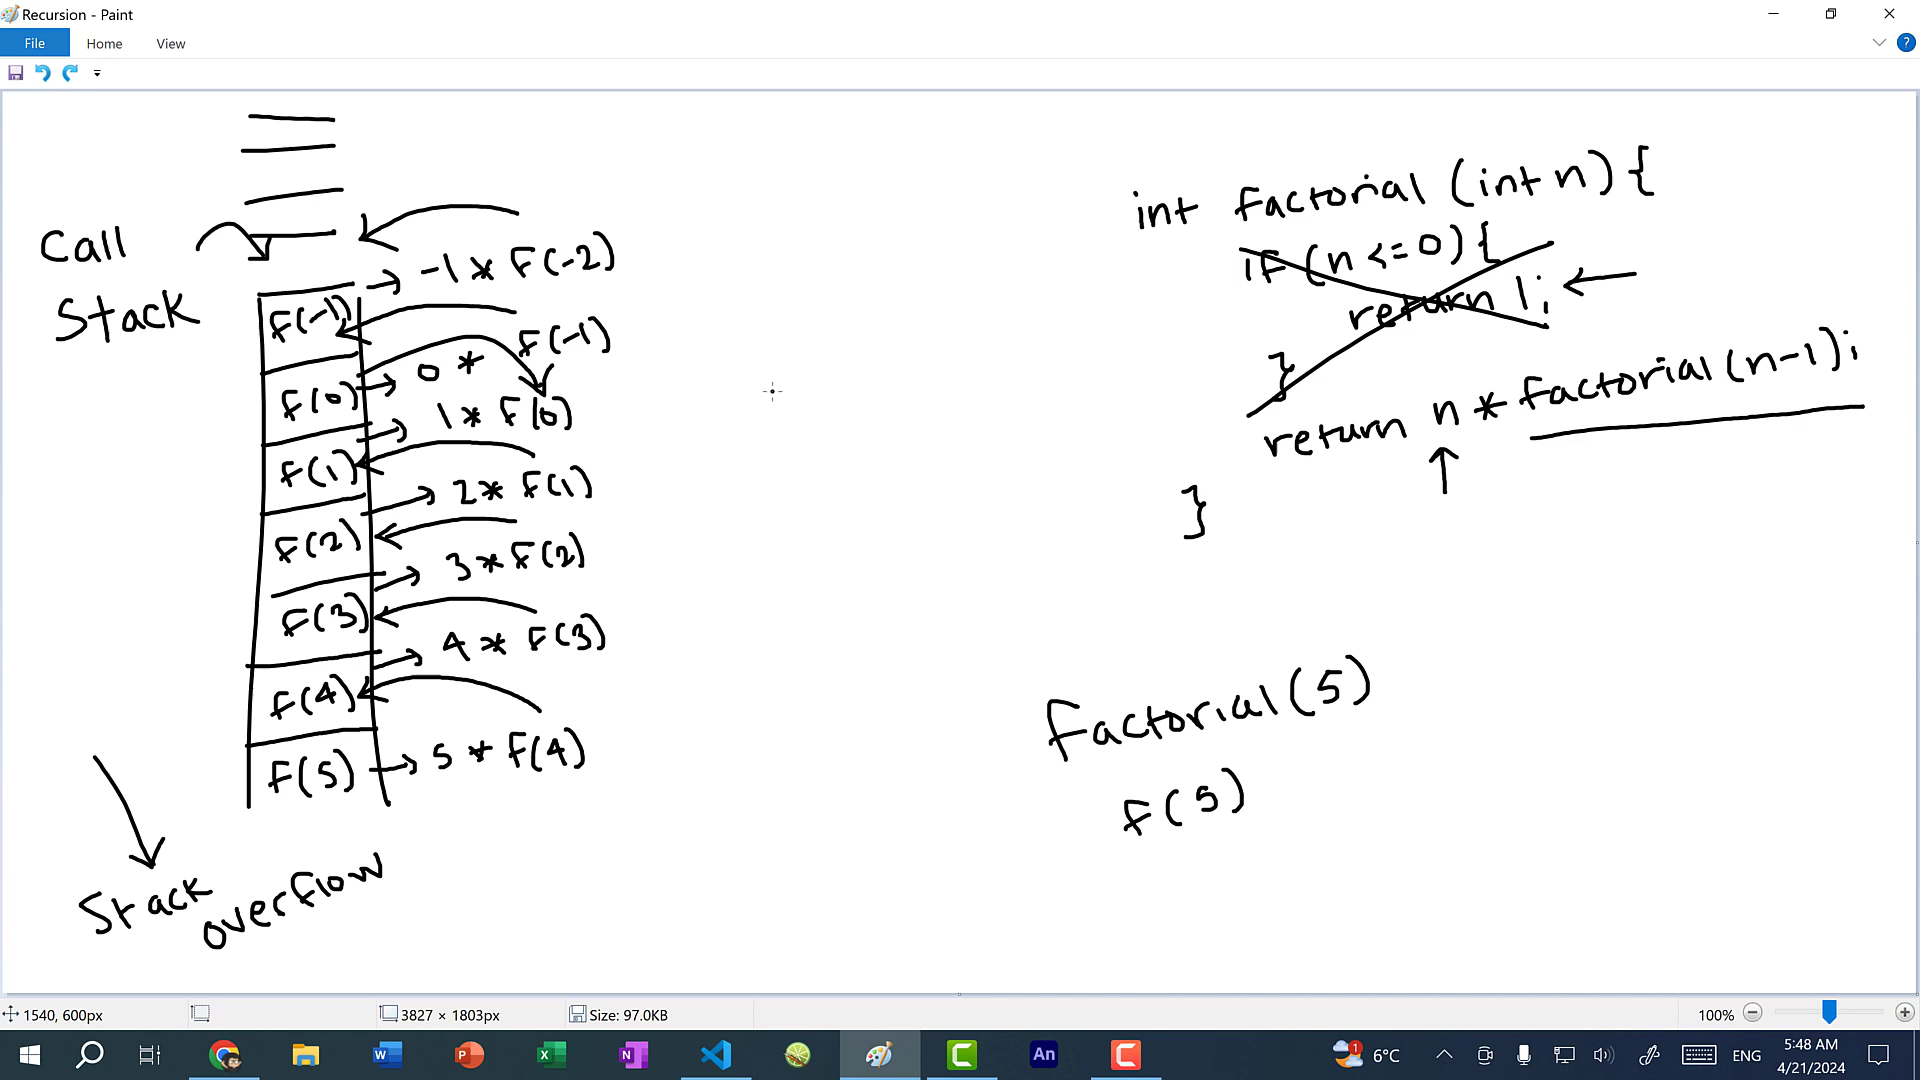 Recursion - Paint
File Home View
Call
Stack
f(-1) → -1 * f(-2)
f(0) → 0 * f(-1)
f(1) → 1 * f(0)
f(2) → 2 * f(1)
f(3) → 3 * f(2)
f(4) → 4 * f(3)
f(5) → 5 * f(4)
Stack
overflow
int factorial (int n) {
if (n <= 0) {
return 1;
}
return n * factorial(n-1);
}
factorial(5)
f(5)
1540, 600px 3827 × 1803px Size: 97.0KB 100%
1 6°C ENG 5:48 AM
4/21/2024